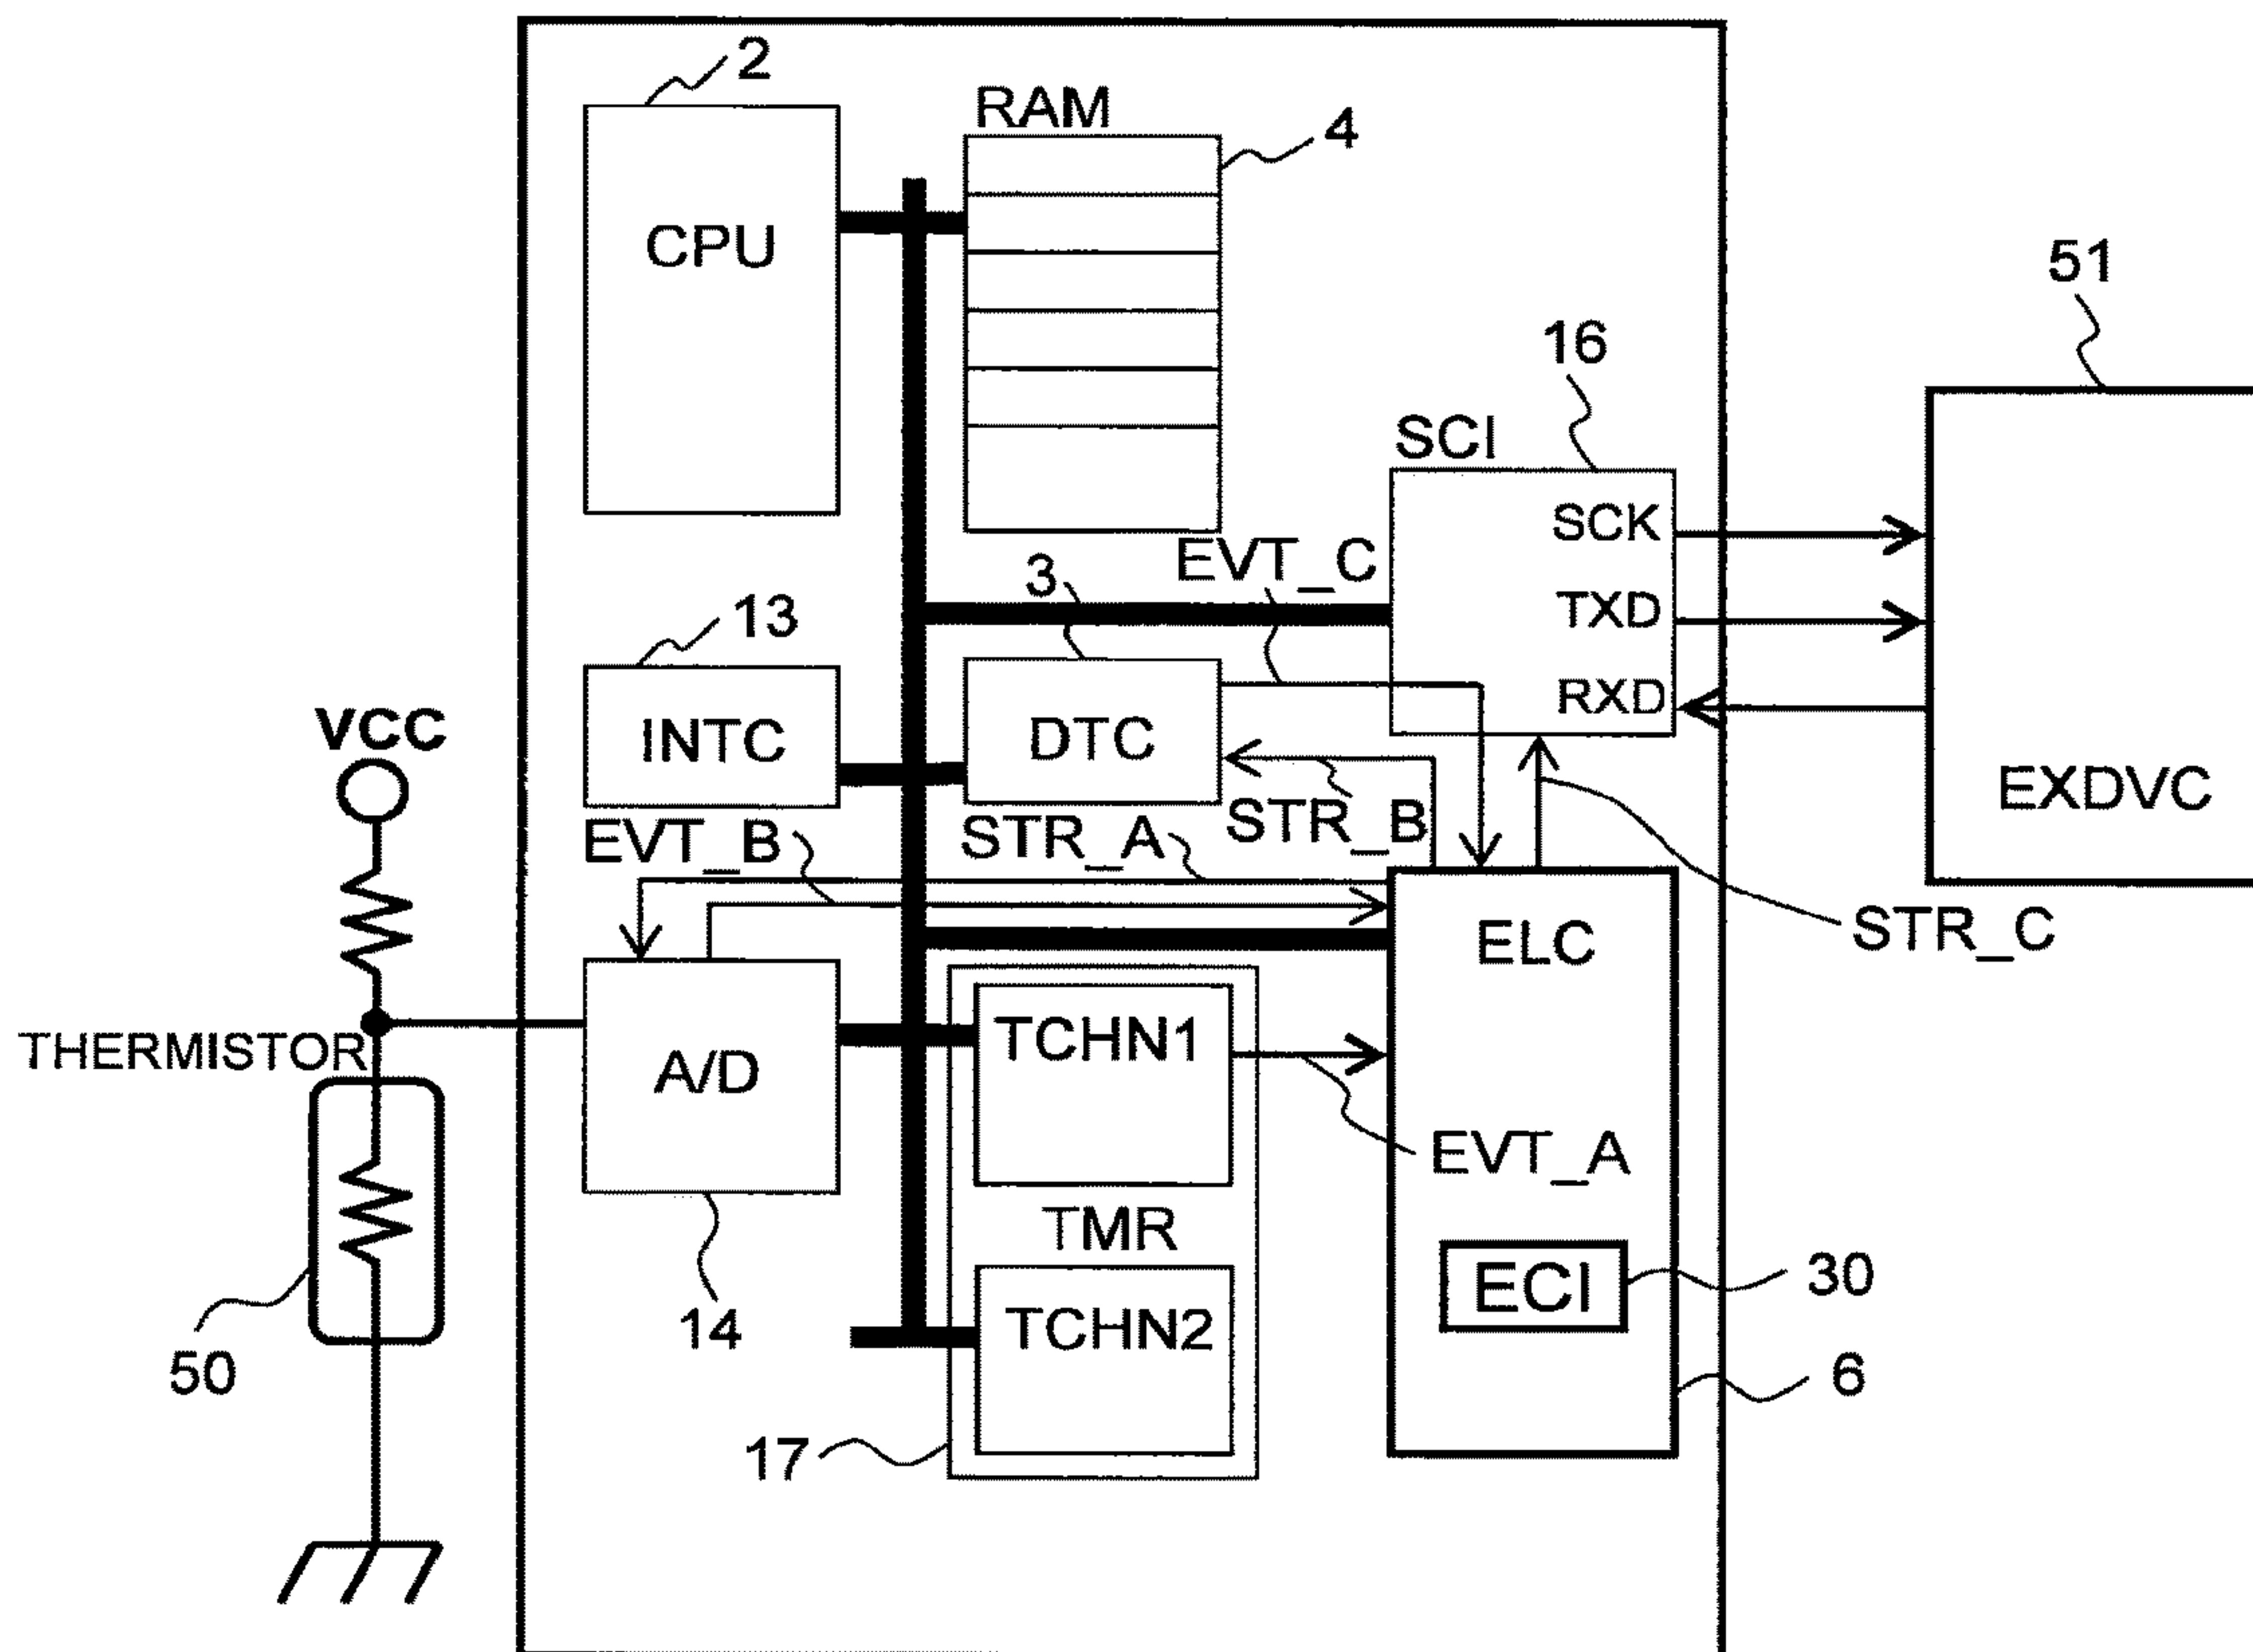 2
RAM
4
CPU
51
16
SCI
SCK
EVT_C
3
TXD
13
RXD
VCC
INTC
DTC
EXDVC
EVT_B
STR_A
STR_B
STR_C
ELC
THERMISTOR
A/D
TCHN1
EVT_A
TMR
ECI
30
14
TCHN2
50
6
17